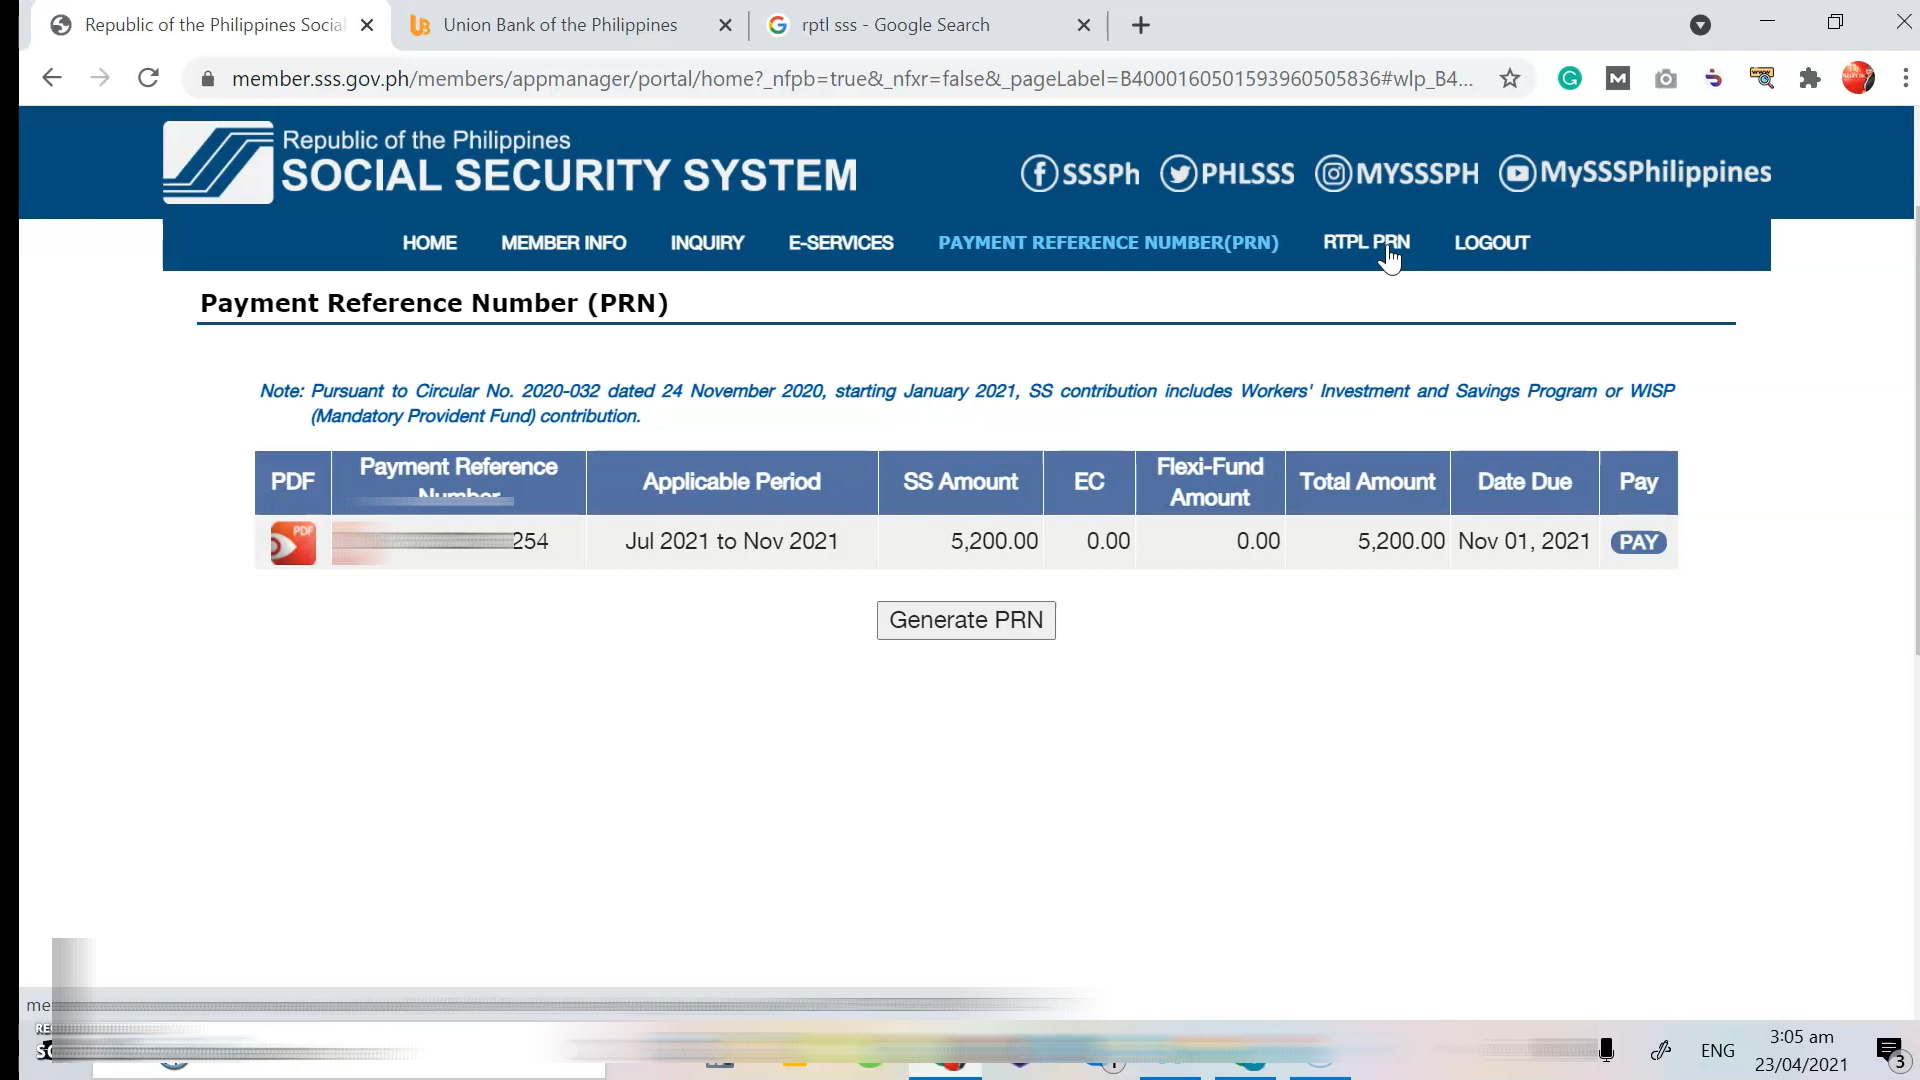 Republic of the Philippines Social
Union Bank of the Philippines
rptl sss - Google Search
member.sss.gov.ph/members/appmanager/portal/home?_nfpb=true&_nfxr=false&_pageLabel=B4000160501593960505836#wlp_B4...
Republic of the Philippines
SOCIAL SECURITY SYSTEM
SSSPh PHLSSS MYSSSPH MySSSPhilippines
HOME MEMBER INFO INQUIRY E-SERVICES PAYMENT REFERENCE NUMBER(PRN) RTPL PRN LOGOUT
Payment Reference Number (PRN)
Note: Pursuant to Circular No. 2020-032 dated 24 November 2020, starting January 2021, SS contribution includes Workers' Investment and Savings Program or WISP
(Mandatory Provident Fund) contribution.
PDF Payment Reference Number Applicable Period SS Amount EC Flexi-Fund Amount Total Amount Date Due Pay
PDF 254 Jul 2021 to Nov 2021 5,200.00 0.00 0.00 5,200.00 Nov 01, 2021 PAY
Generate PRN
ENG
3:05 am
23/04/2021
3